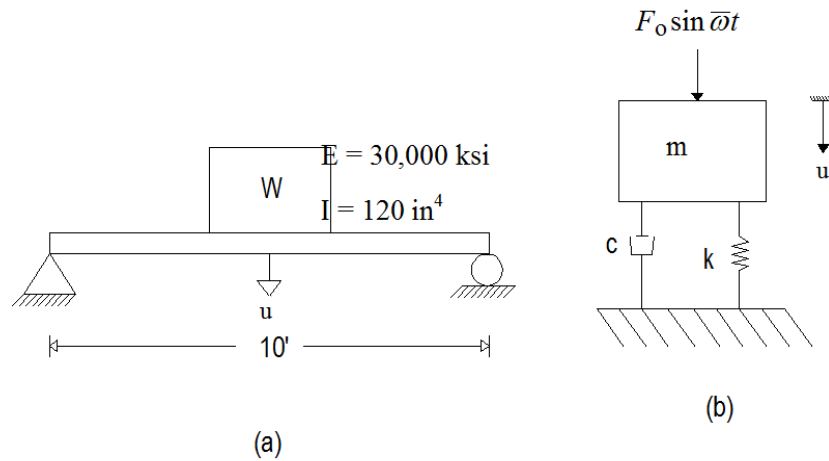 F₀ sin ω̅t
E = 30,000 ksi
W
I = 120 in⁴
u
10'
(a)
m
u
c
k
(b)